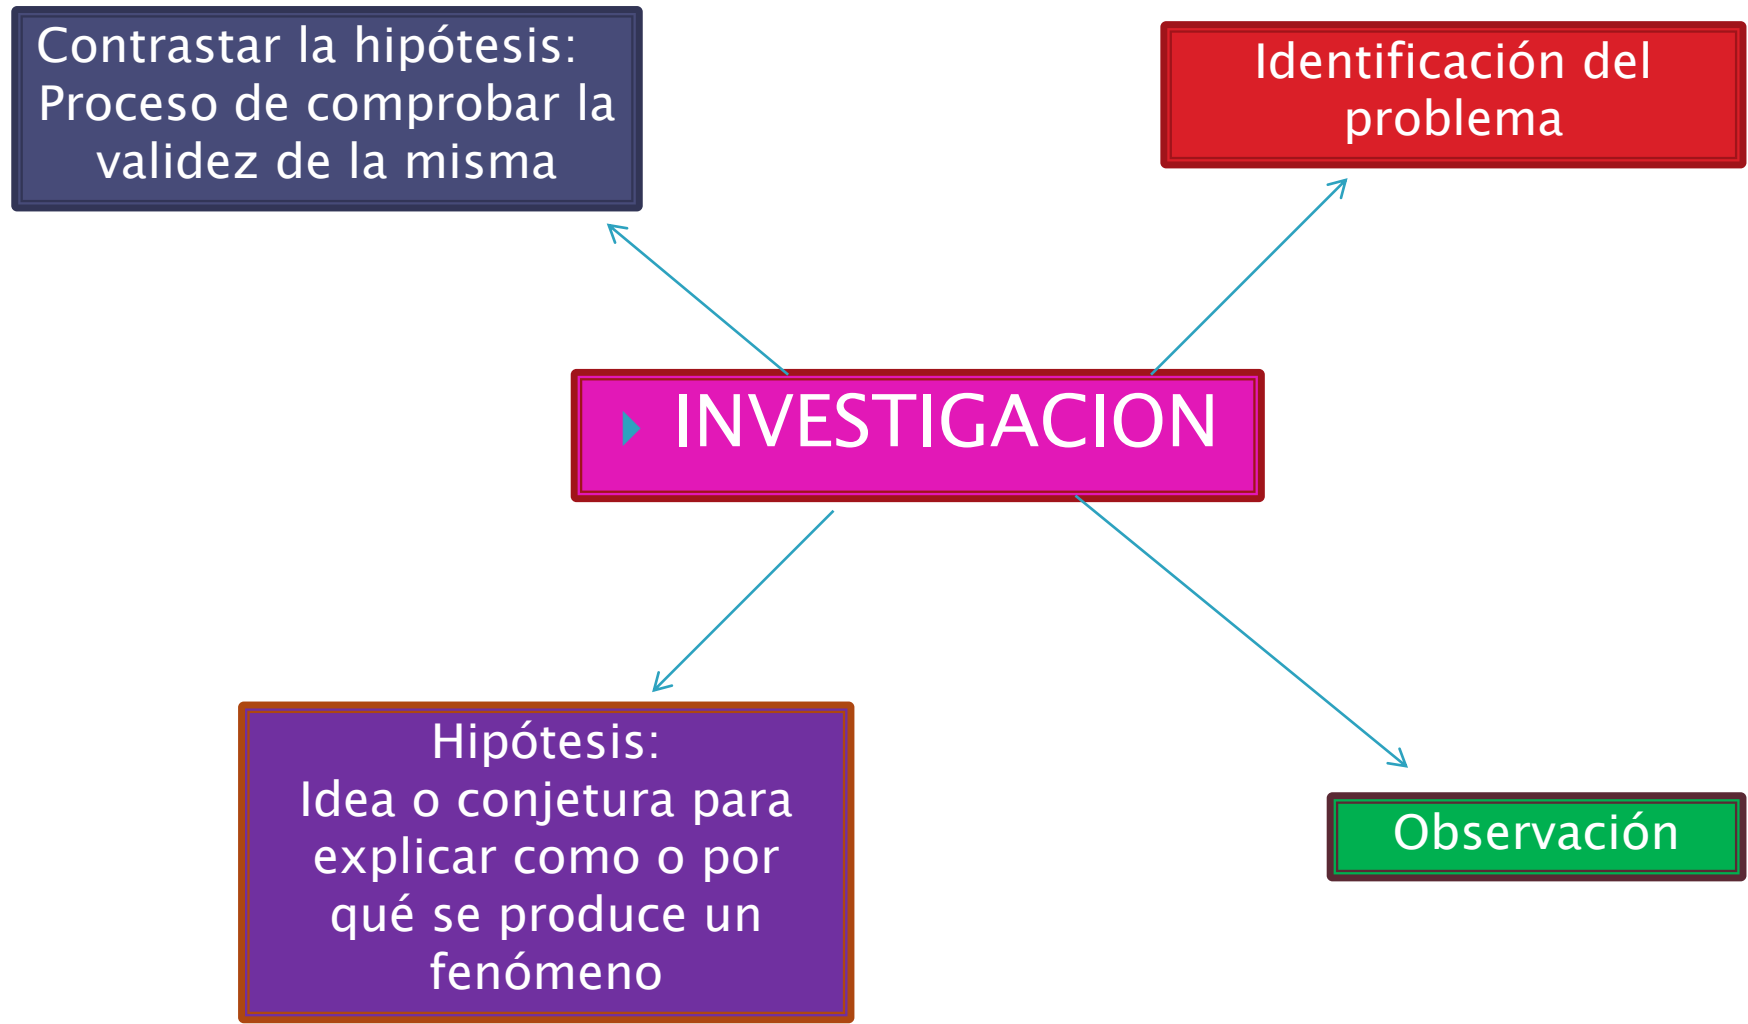 Contrastar la hipótesis:
Proceso de comprobar la
validez de la misma
Identificación del
problema
INVESTIGACION
Hipótesis:
Idea o conjetura para
explicar como o por
qué se produce un
fenómeno
Observación